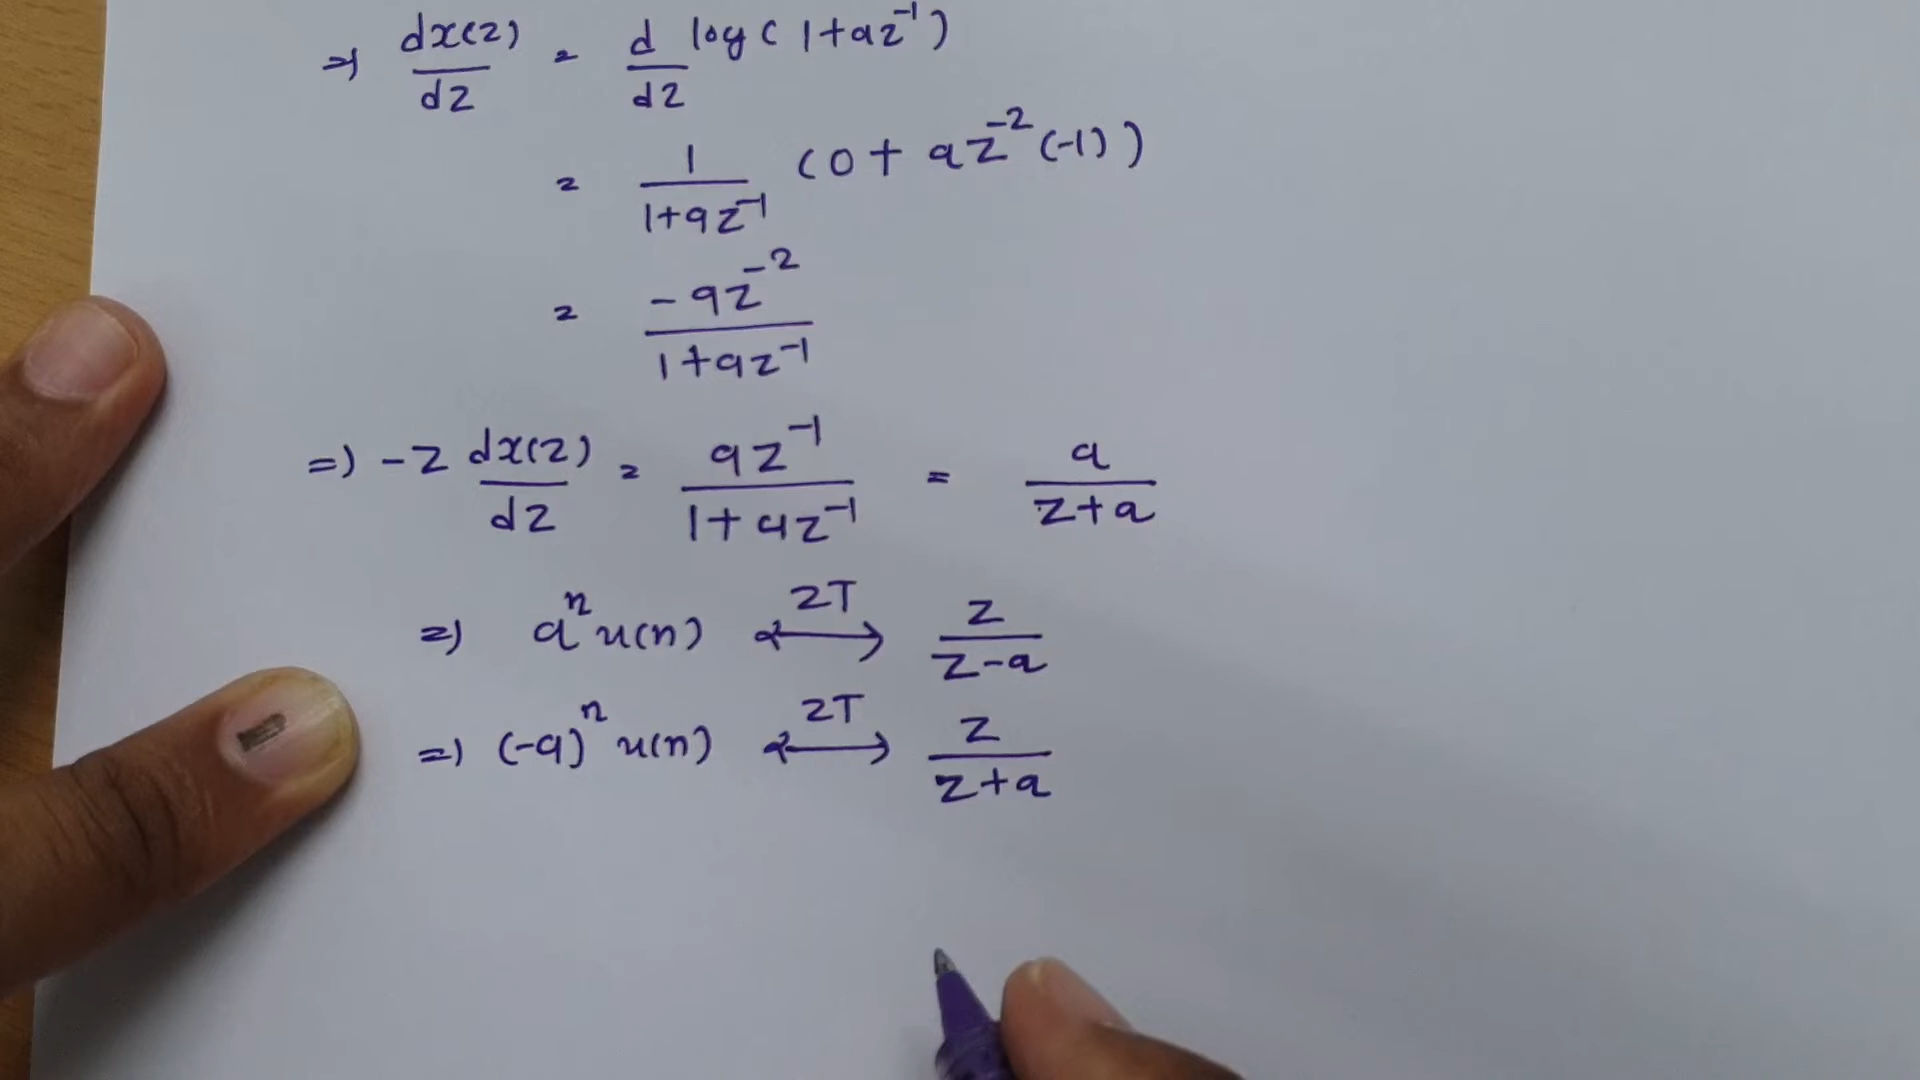 ⇒ dx(z)/dz = d/dz log(1+az⁻¹)
= 1/(1+az⁻¹) (0+az⁻²(-1))
= -az⁻²/(1+az⁻¹)
⇒ -z dx(z)/dz = az⁻¹/(1+az⁻¹) = a/(z+a)
⇒ aⁿu(n) ←ZT→ z/(z-a)
⇒ (-a)ⁿu(n) ←ZT→ z/(z+a)